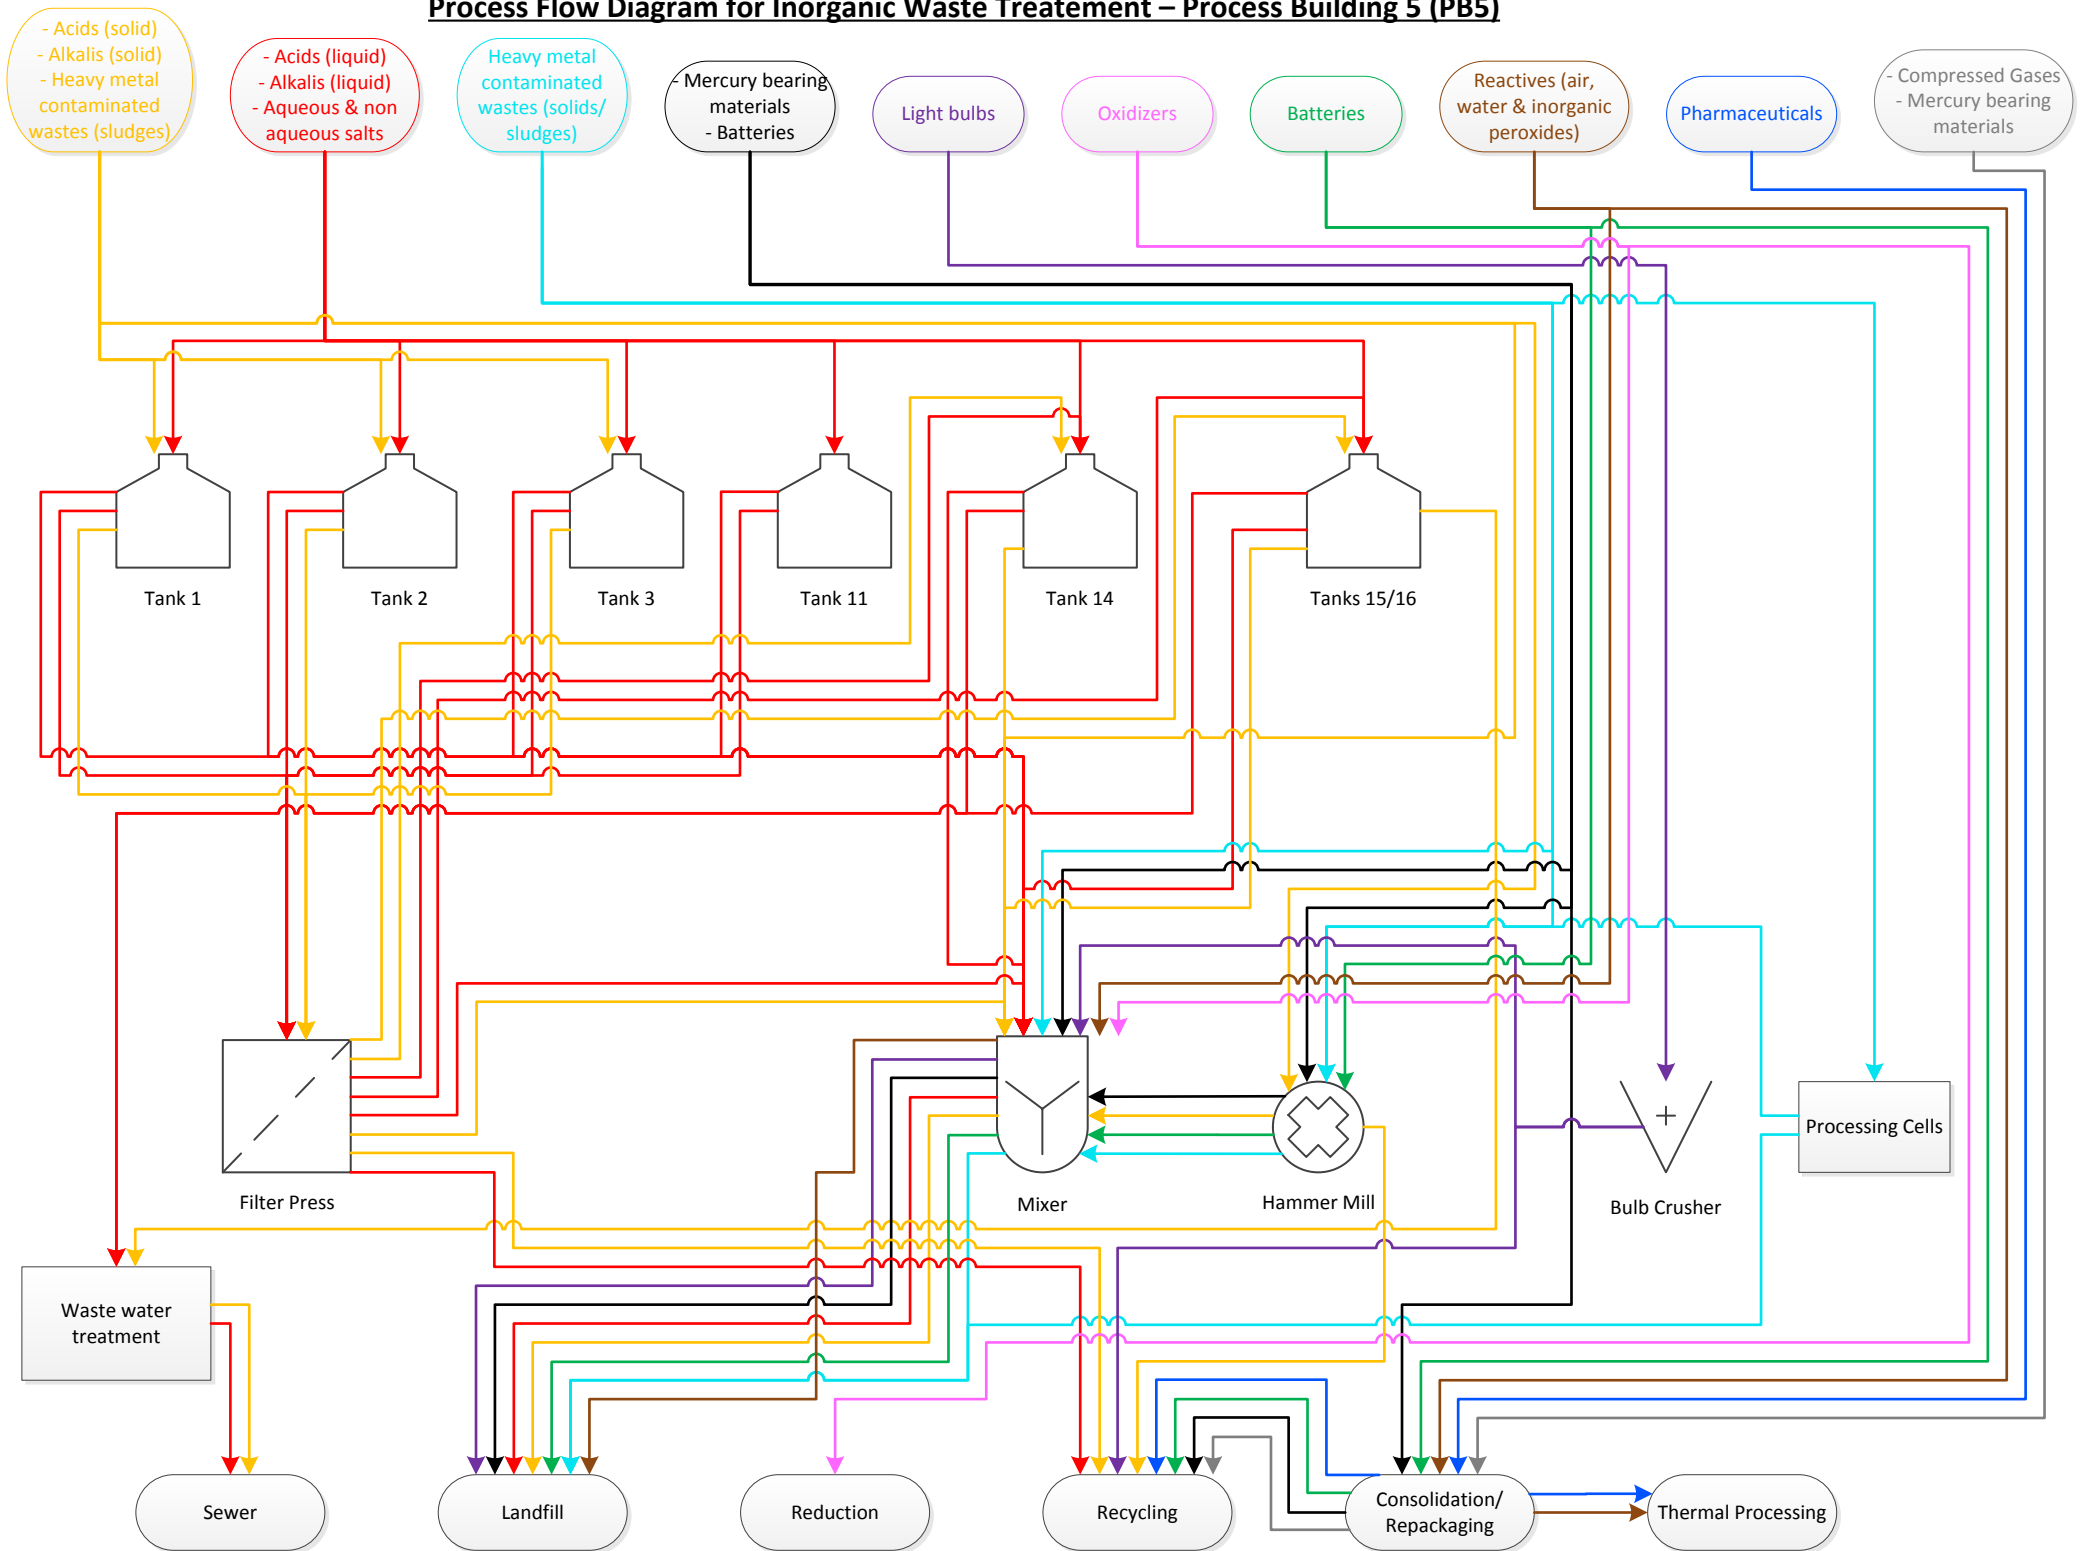 Process Flow Diagram for Inorganic Waste Treatement – Process Building 5 (PB5)
- Acids (solid)
- Alkalis (solid)
- Heavy metal
contaminated
wastes (sludges)
- Acids (liquid)
- Alkalis (liquid)
- Aqueous & non
aqueous salts
Heavy metal
contaminated
wastes (solids/
sludges)
- Mercury bearing
materials
- Batteries
Light bulbs
Oxidizers
Batteries
Reactives (air,
water & inorganic
peroxides)
Pharmaceuticals
- Compressed Gases
- Mercury bearing
materials
Tank 1
Tank 2
Tank 3
Tank 11
Tank 14
Tanks 15/16
Filter Press
Mixer
Hammer Mill
Bulb Crusher
Processing Cells
Waste water
treatment
Sewer
Landfill
Reduction
Recycling
Consolidation/
Repackaging
Thermal Processing